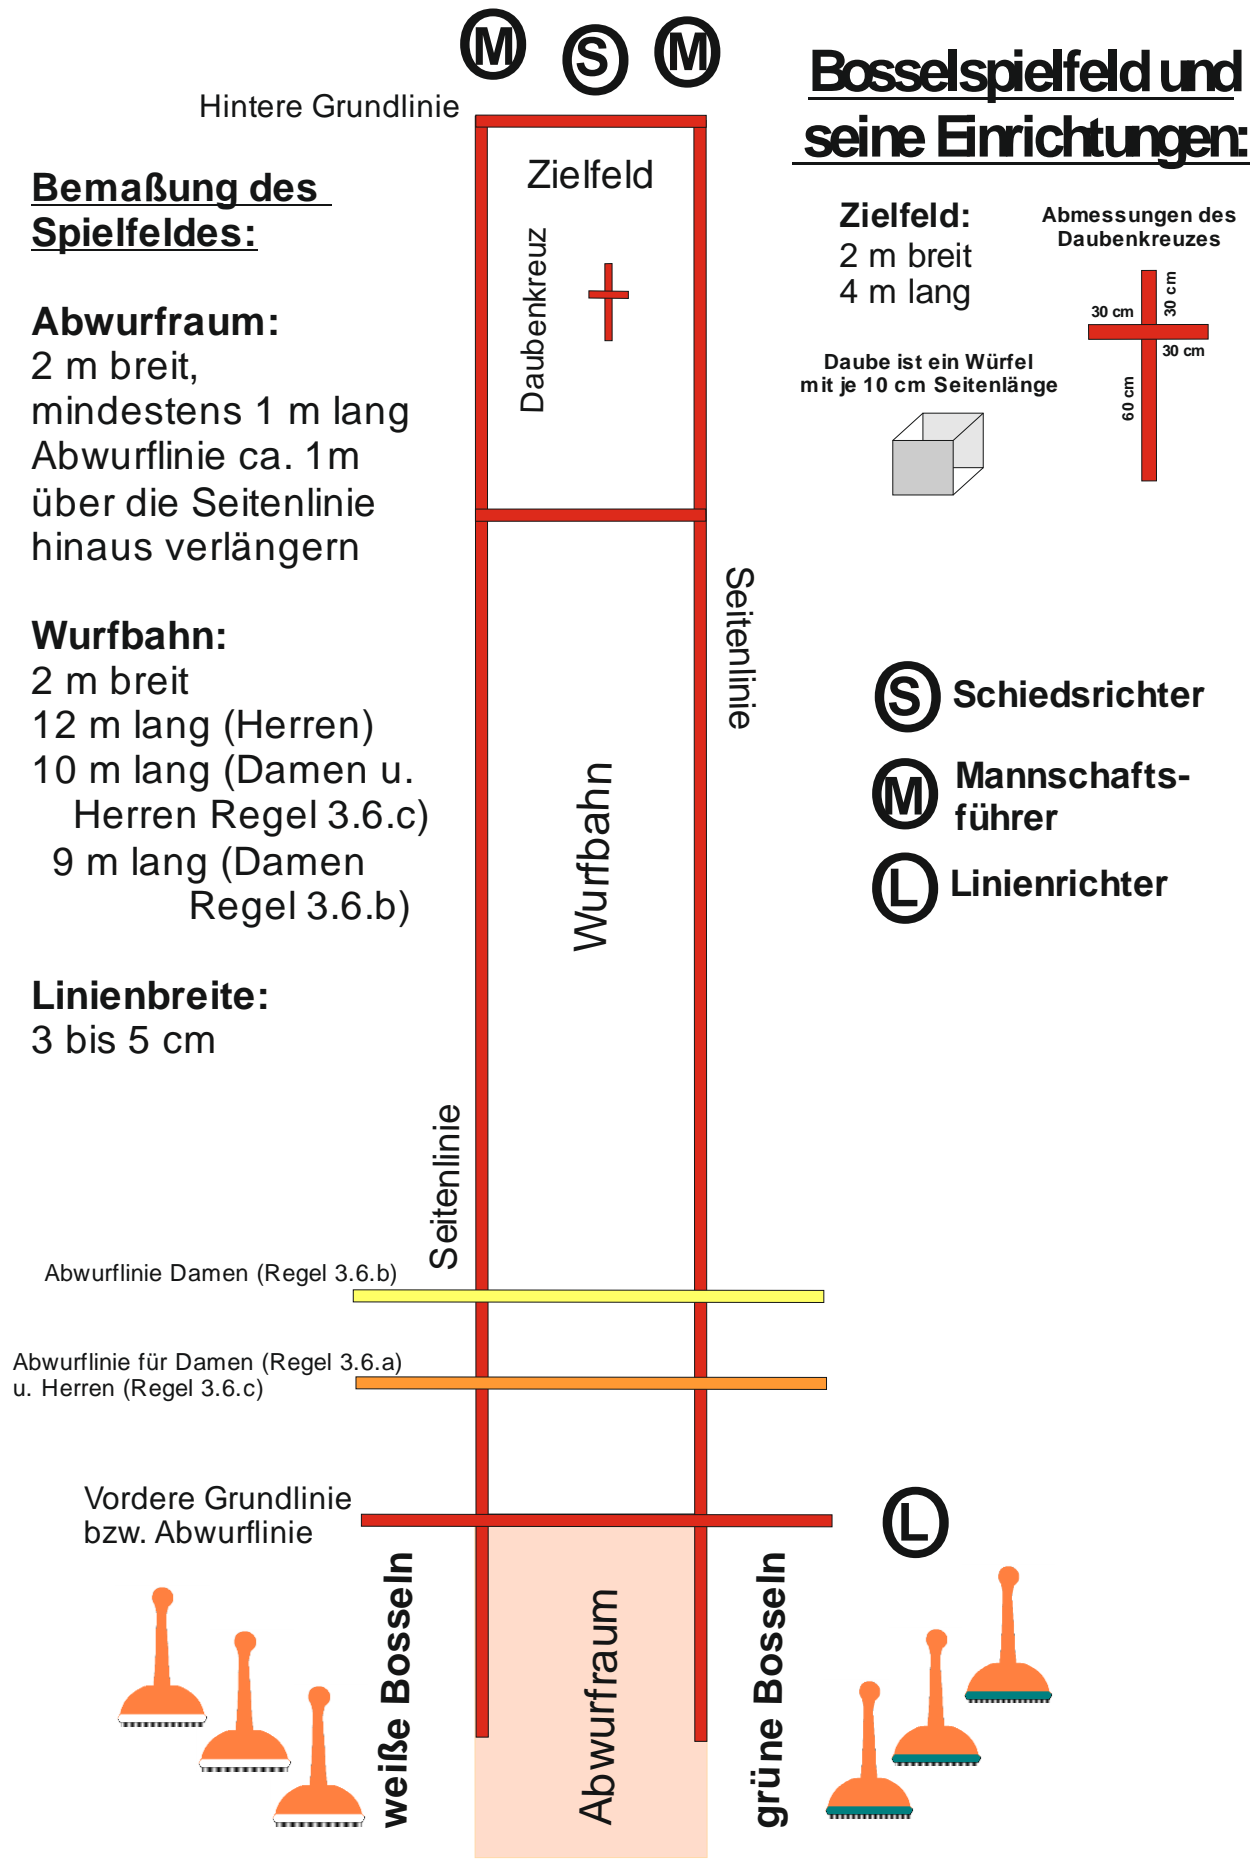 M
S
M
Bosselspielfeld und
seine Einrichtungen:
Hintere Grundlinie
Bemaßung des
Spielfeldes:
Abwurfraum:
2 m breit,
mindestens 1 m lang
Abwurflinie ca. 1m
über die Seitenlinie
hinaus verlängern
Wurfbahn:
2 m breit
12 m lang (Herren)
10 m lang (Damen u.
Herren Regel 3.6.c)
9 m lang (Damen
Regel 3.6.b)
Linienbreite:
3 bis 5 cm
Zielfeld
Daubenkreuz
Zielfeld:
2 m breit
4 m lang
Abmessungen des
Daubenkreuzes
30 cm
30 cm
30 cm
60 cm
Daube ist ein Würfel
mit je 10 cm Seitenlänge
Seitenlinie
Wurfbahn
S Schiedsrichter
M Mannschafts-
führer
L Linienrichter
Seitenlinie
Abwurflinie Damen (Regel 3.6.b)
Abwurflinie für Damen (Regel 3.6.a)
u. Herren (Regel 3.6.c)
Vordere Grundlinie
bzw. Abwurflinie
L
weiße Bosseln
Abwurfraum
grüne Bosseln